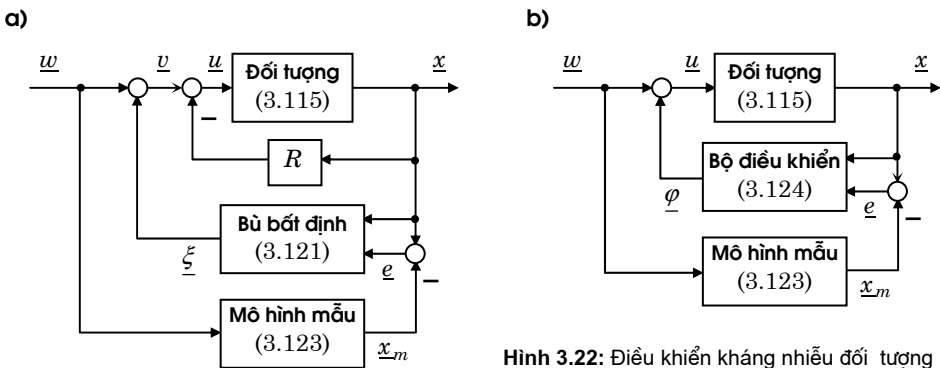 a)
w
v
u
Đối tượng
(3.115)
x
−
R
Bù bất định
(3.121)
ξ
e
−
Mô hình mẫu
(3.123)
x_m
b)
w
u
Đối tượng
(3.115)
x
Bộ điều khiển
(3.124)
φ
e
−
Mô hình mẫu
(3.123)
x_m
Hình 3.22: Điều khiển kháng nhiễu đối tượng